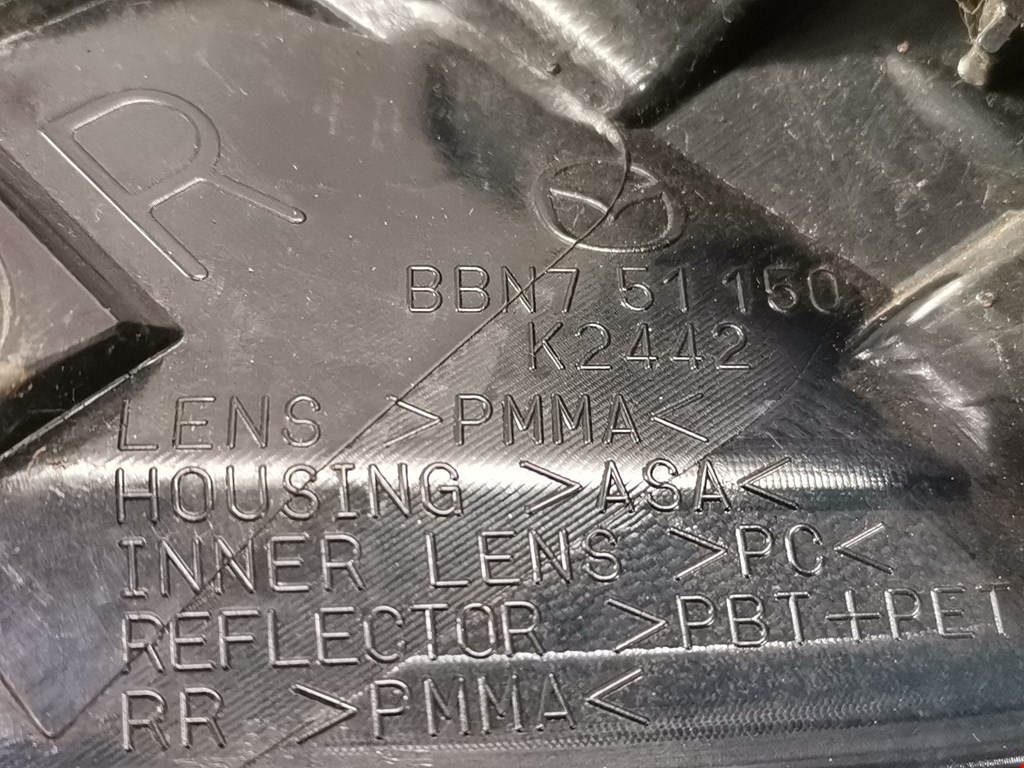 R
BBN7 51 150
K2442
LENS >PMMA<
HOUSING >ASA<
INNER LENS >PC<
REFLECTOR >PBT+PET
RR >PMMA<